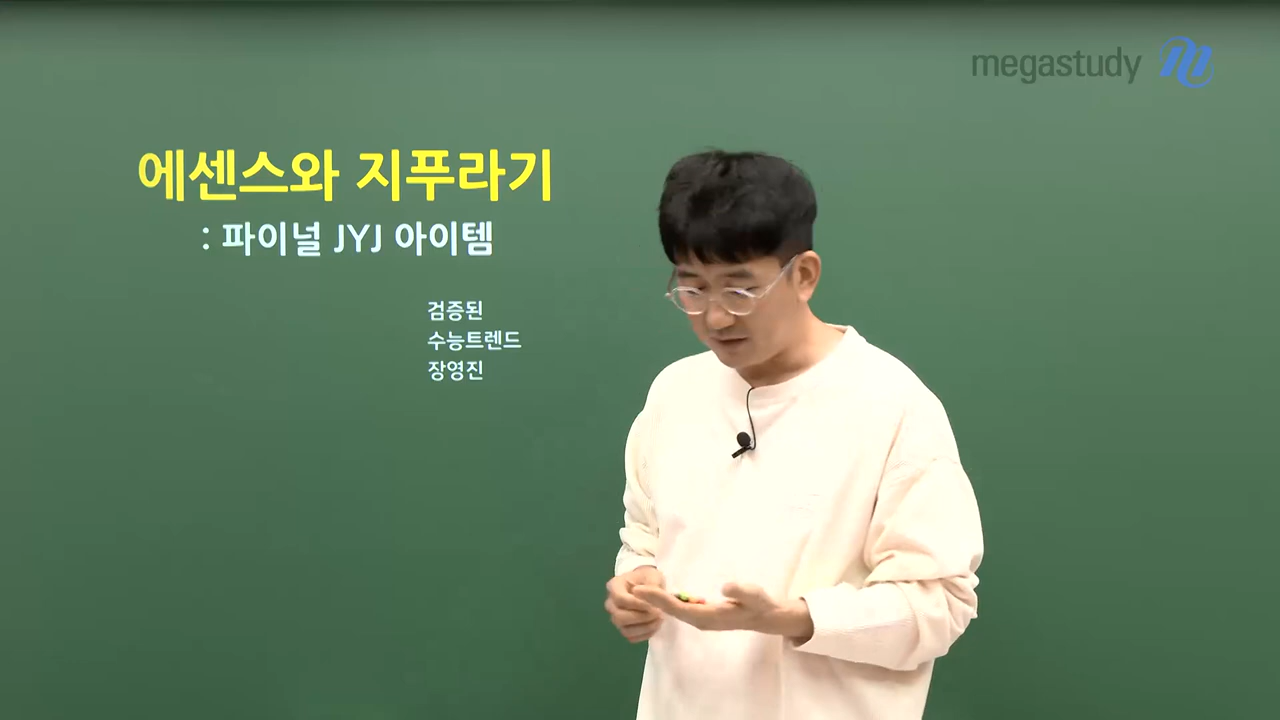 megastudy
에센스와 지푸라기
: 파이널 JYJ 아이템
검증된
수능트렌드
장영진